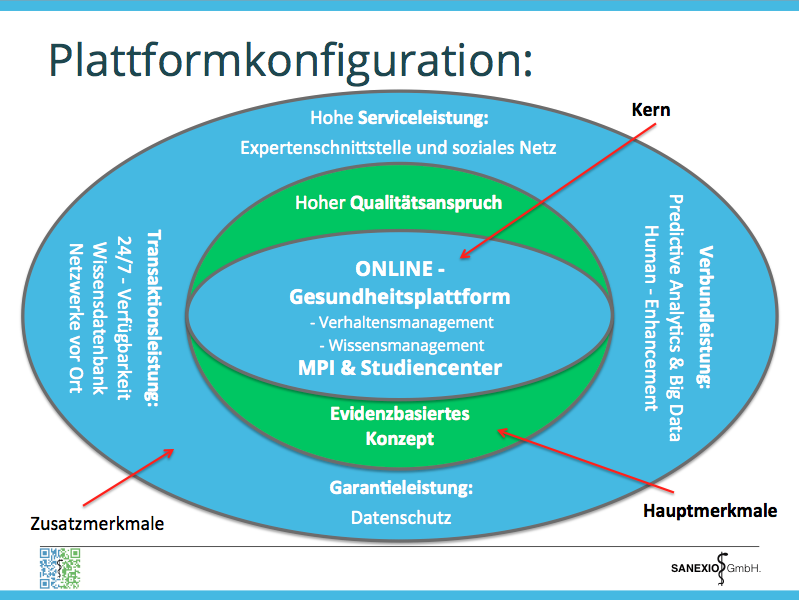 Plattformkonfiguration:
Kern
Hohe Serviceleistung:
Expertenschnittstelle und soziales Netz
Hoher Qualitätsanspruch
ONLINE -
Gesundheitsplattform
- Verhaltensmanagement
- Wissensmanagement
MPI & Studiencenter
Evidenzbasiertes
Konzept
Transaktionsleistung:
24/7 - Verfügbarkeit
Wissensdatenbank
Netzwerke vor Ort
Verbundleistung:
Predictive Analytics & Big Data
Human - Enhancement
Garantieleistung:
Datenschutz
Zusatzmerkmale
Hauptmerkmale
SANEXIO GmbH.